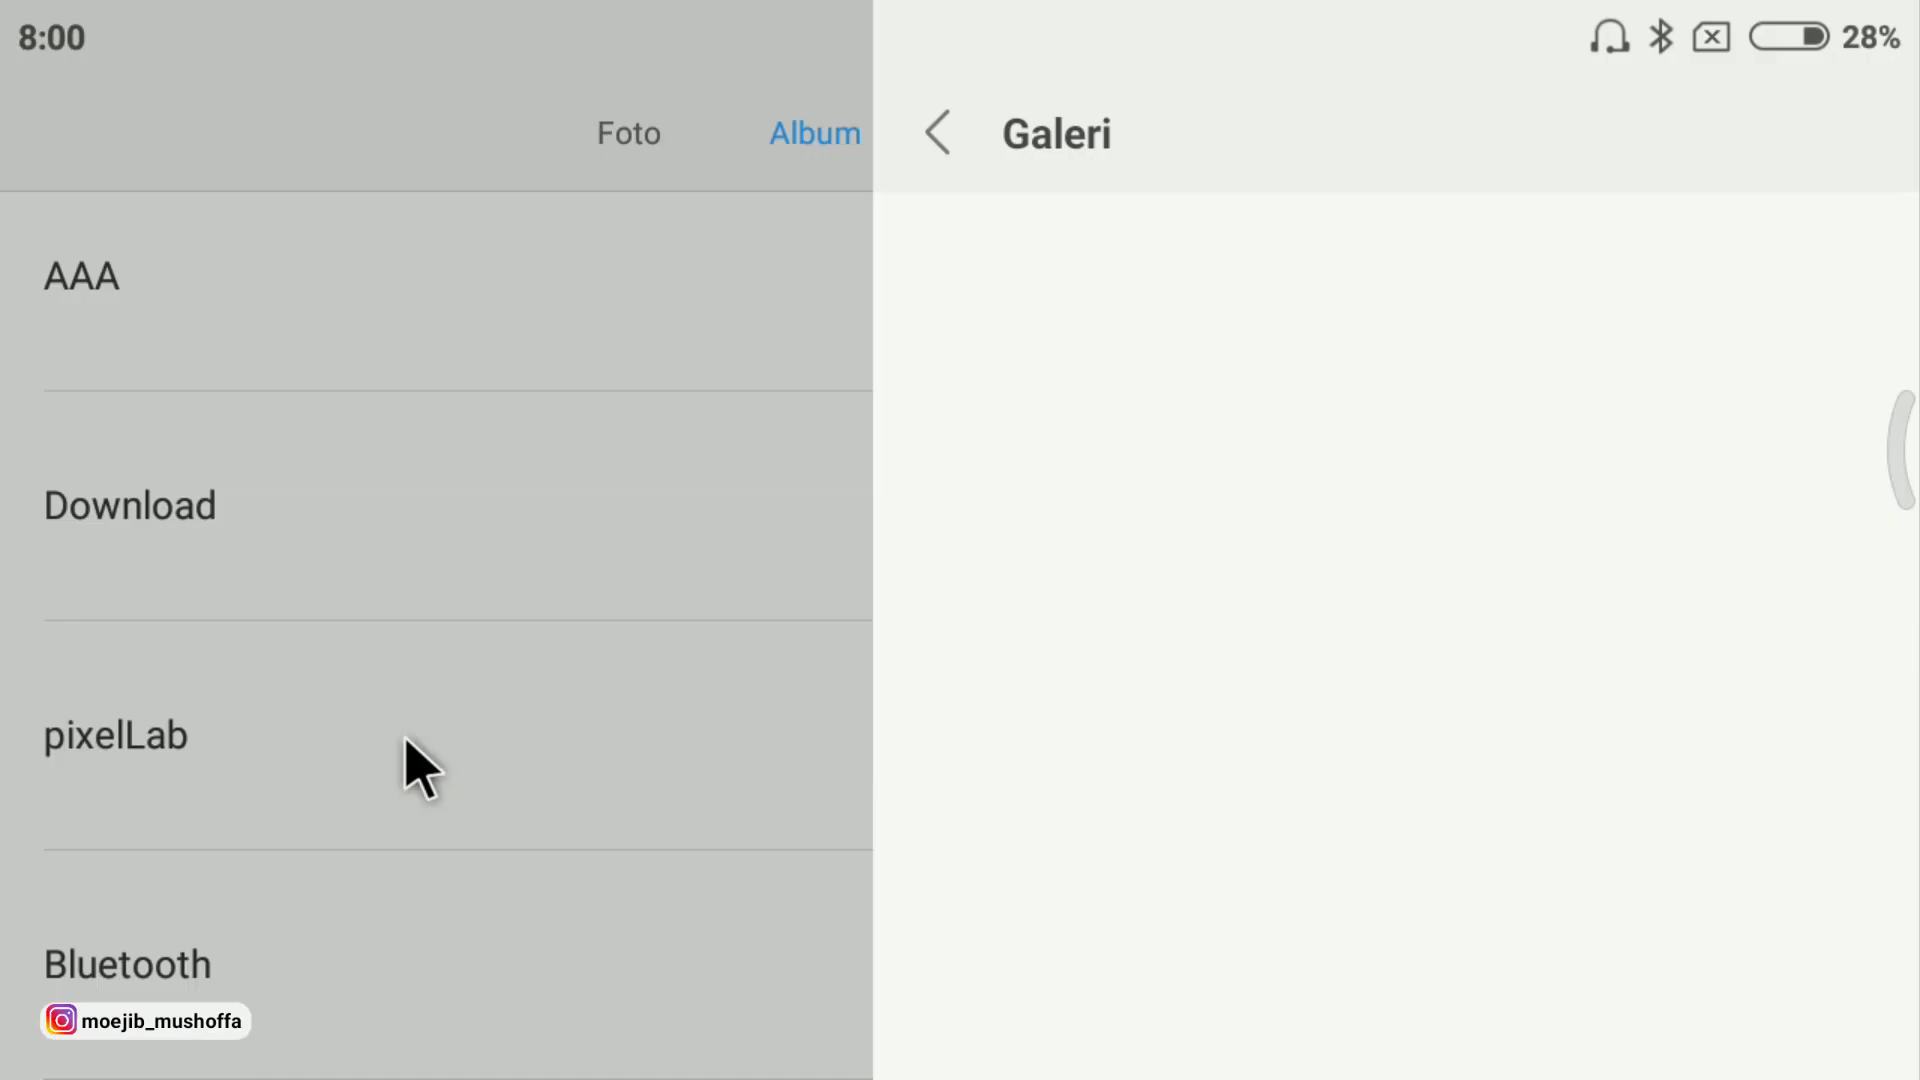 8:00
28%
Foto
Album
Galeri
AAA
Download
pixelLab
Bluetooth
moejib_mushoffa